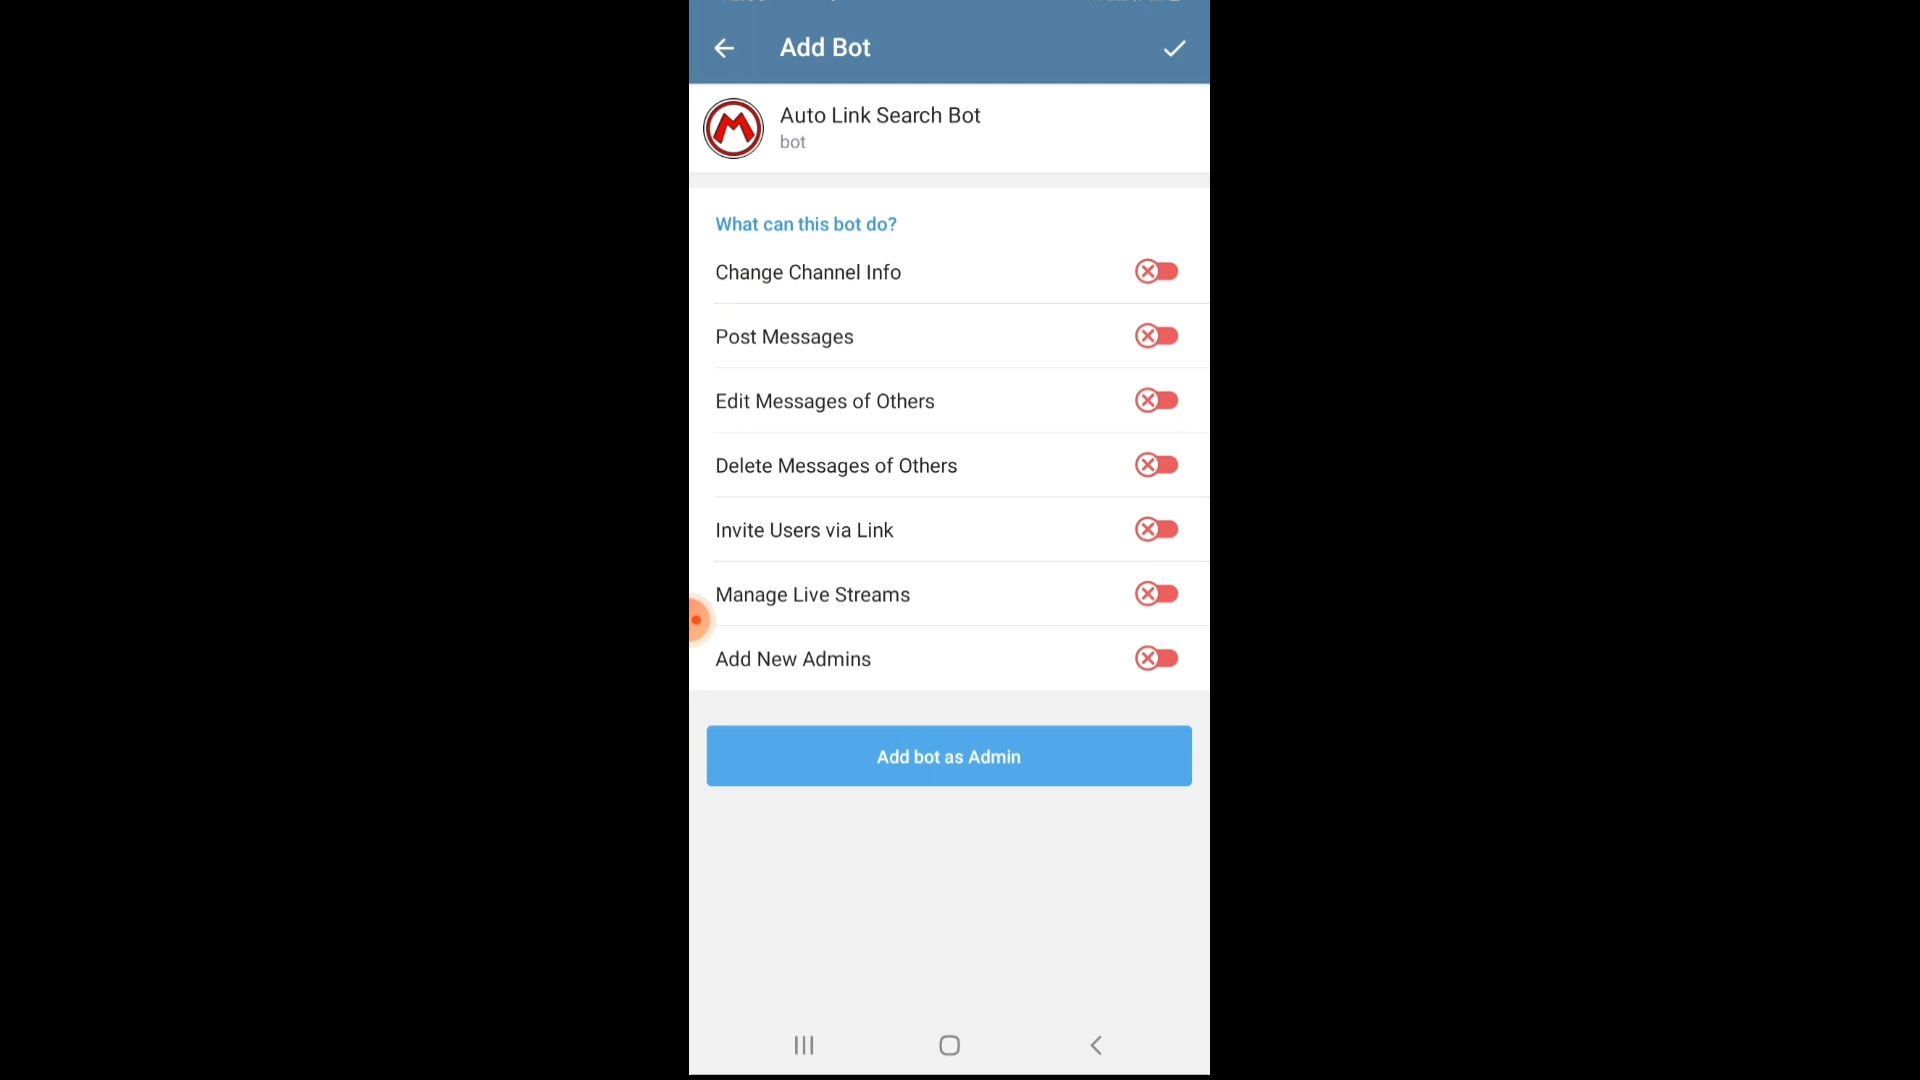 Add Bot
Auto Link Search Bot
bot
What can this bot do?
Change Channel Info
Post Messages
Edit Messages of Others
Delete Messages of Others
Invite Users via Link
Manage Live Streams
Add New Admins
Add bot as Admin